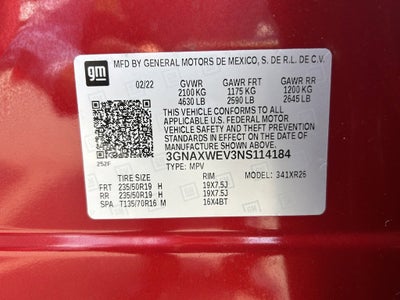 gm
MFD BY GENERAL MOTORS DE MEXICO, S. DE R.L. DE C.V.
02/22 GVWR GAWR FRT GAWR RR
2100 KG 1175 KG 1200 KG
4630 LB 2590 LB 2645 LB
THIS VEHICLE CONFORMS TO ALL
APPLICABLE U.S. FEDERAL MOTOR
VEHICLE SAFETY STANDARDS IN
EFFECT ON THE DATE OF
MANUFACTURE SHOWN ABOVE.
3GNAXWEV3NS114184
252F TYPE: MPV MODEL: 341XR26
TIRE SIZE RIM
FRT 235/50R19 H 19X7.5J
RR 235/50R19 H 19X7.5J
SPA T135/70R16 M 16X4BT